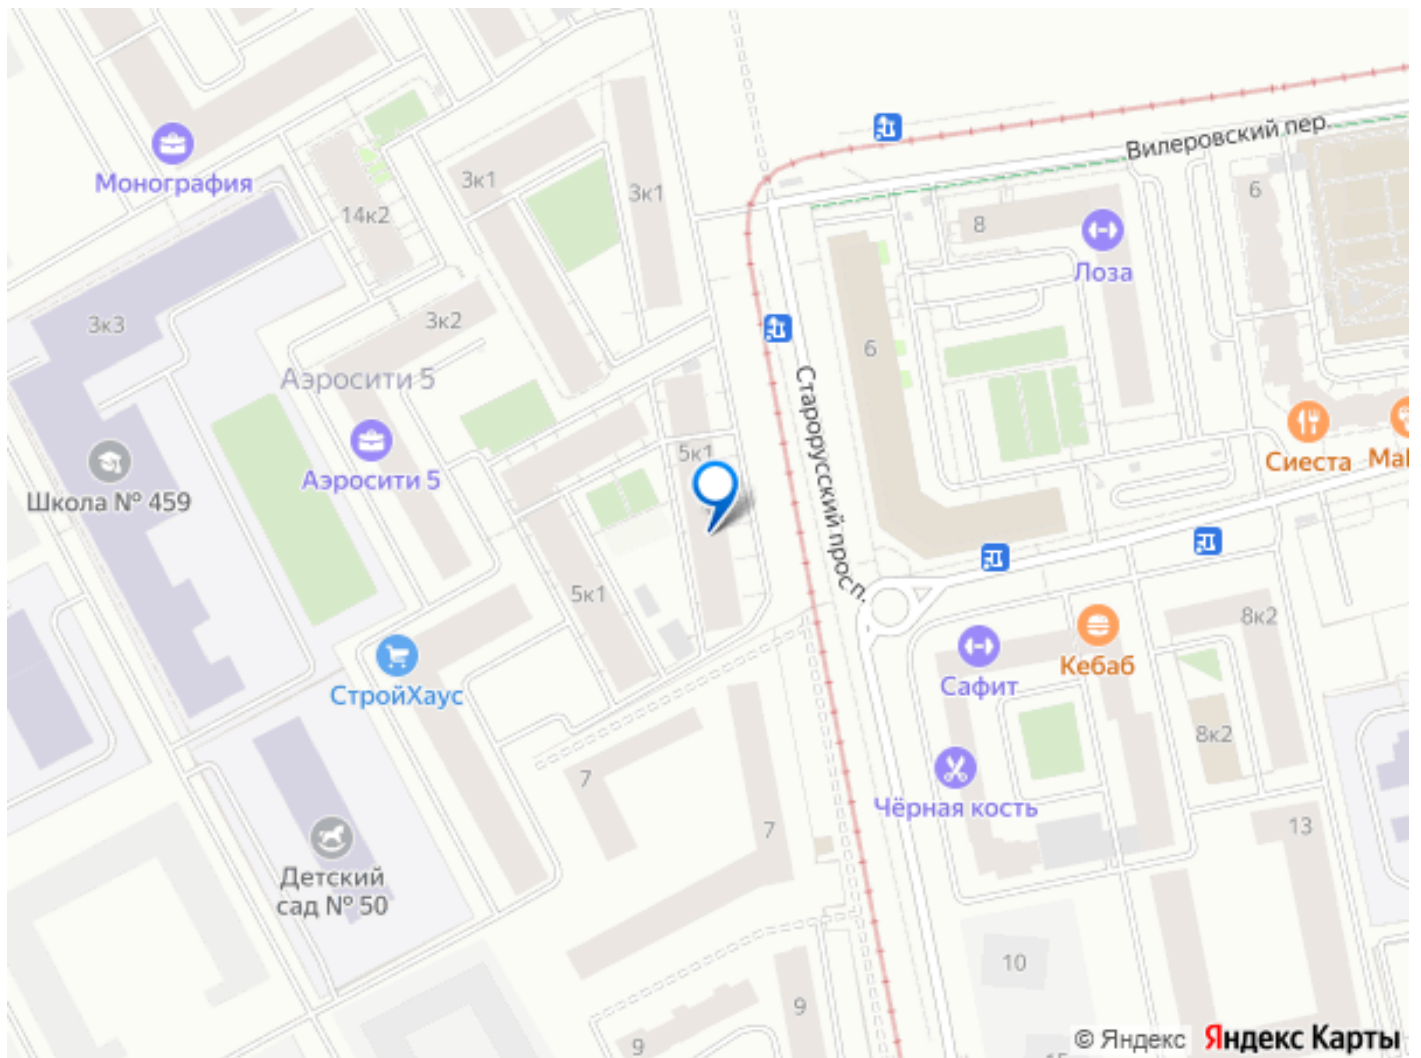 Вилеровский пер.
Монография
3к1
3к1
6
14к2
8
Лоза
3к3
3к2
6
Аэросити 5
Старорусский просп.
Аэросити 5
5к1
Сиеста
Школа № 459
5к1
8к2
Кебаб
Сафит
СтройХаус
8к2
7
Чёрная кость
7
13
Детский
сад № 50
10
9
9
© Яндекс Яндекс Карты